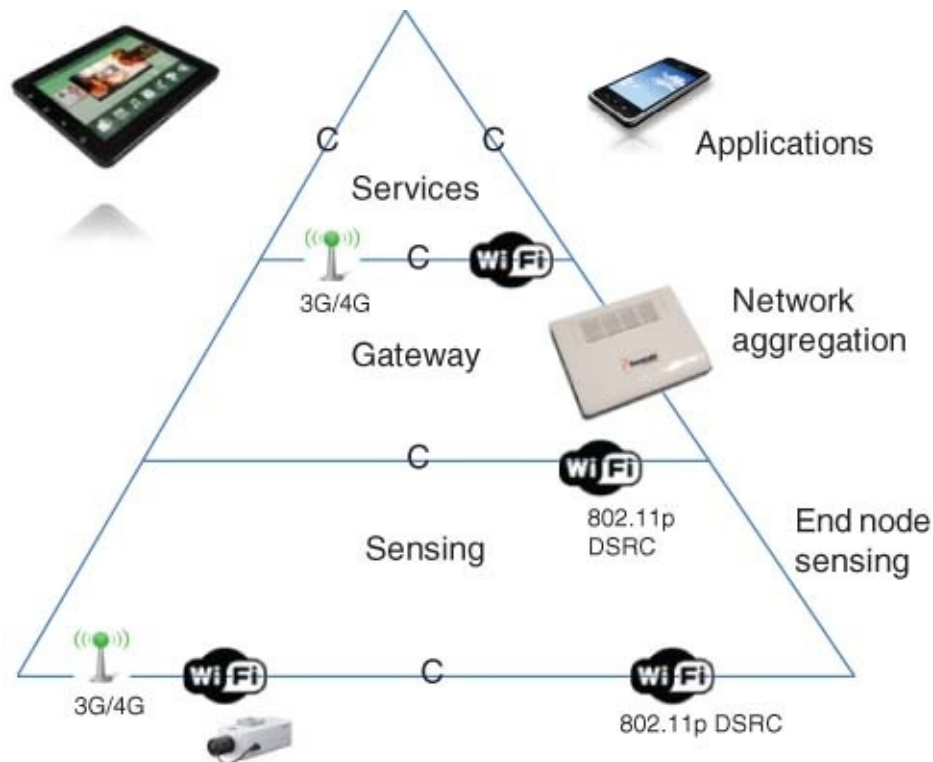 C
C
Applications
Services
C
Wi Fi
3G/4G
Network
aggregation
Gateway
C
Wi Fi
802.11p
DSRC
End node
sensing
Sensing
C
Wi Fi
Wi Fi
3G/4G
802.11p DSRC